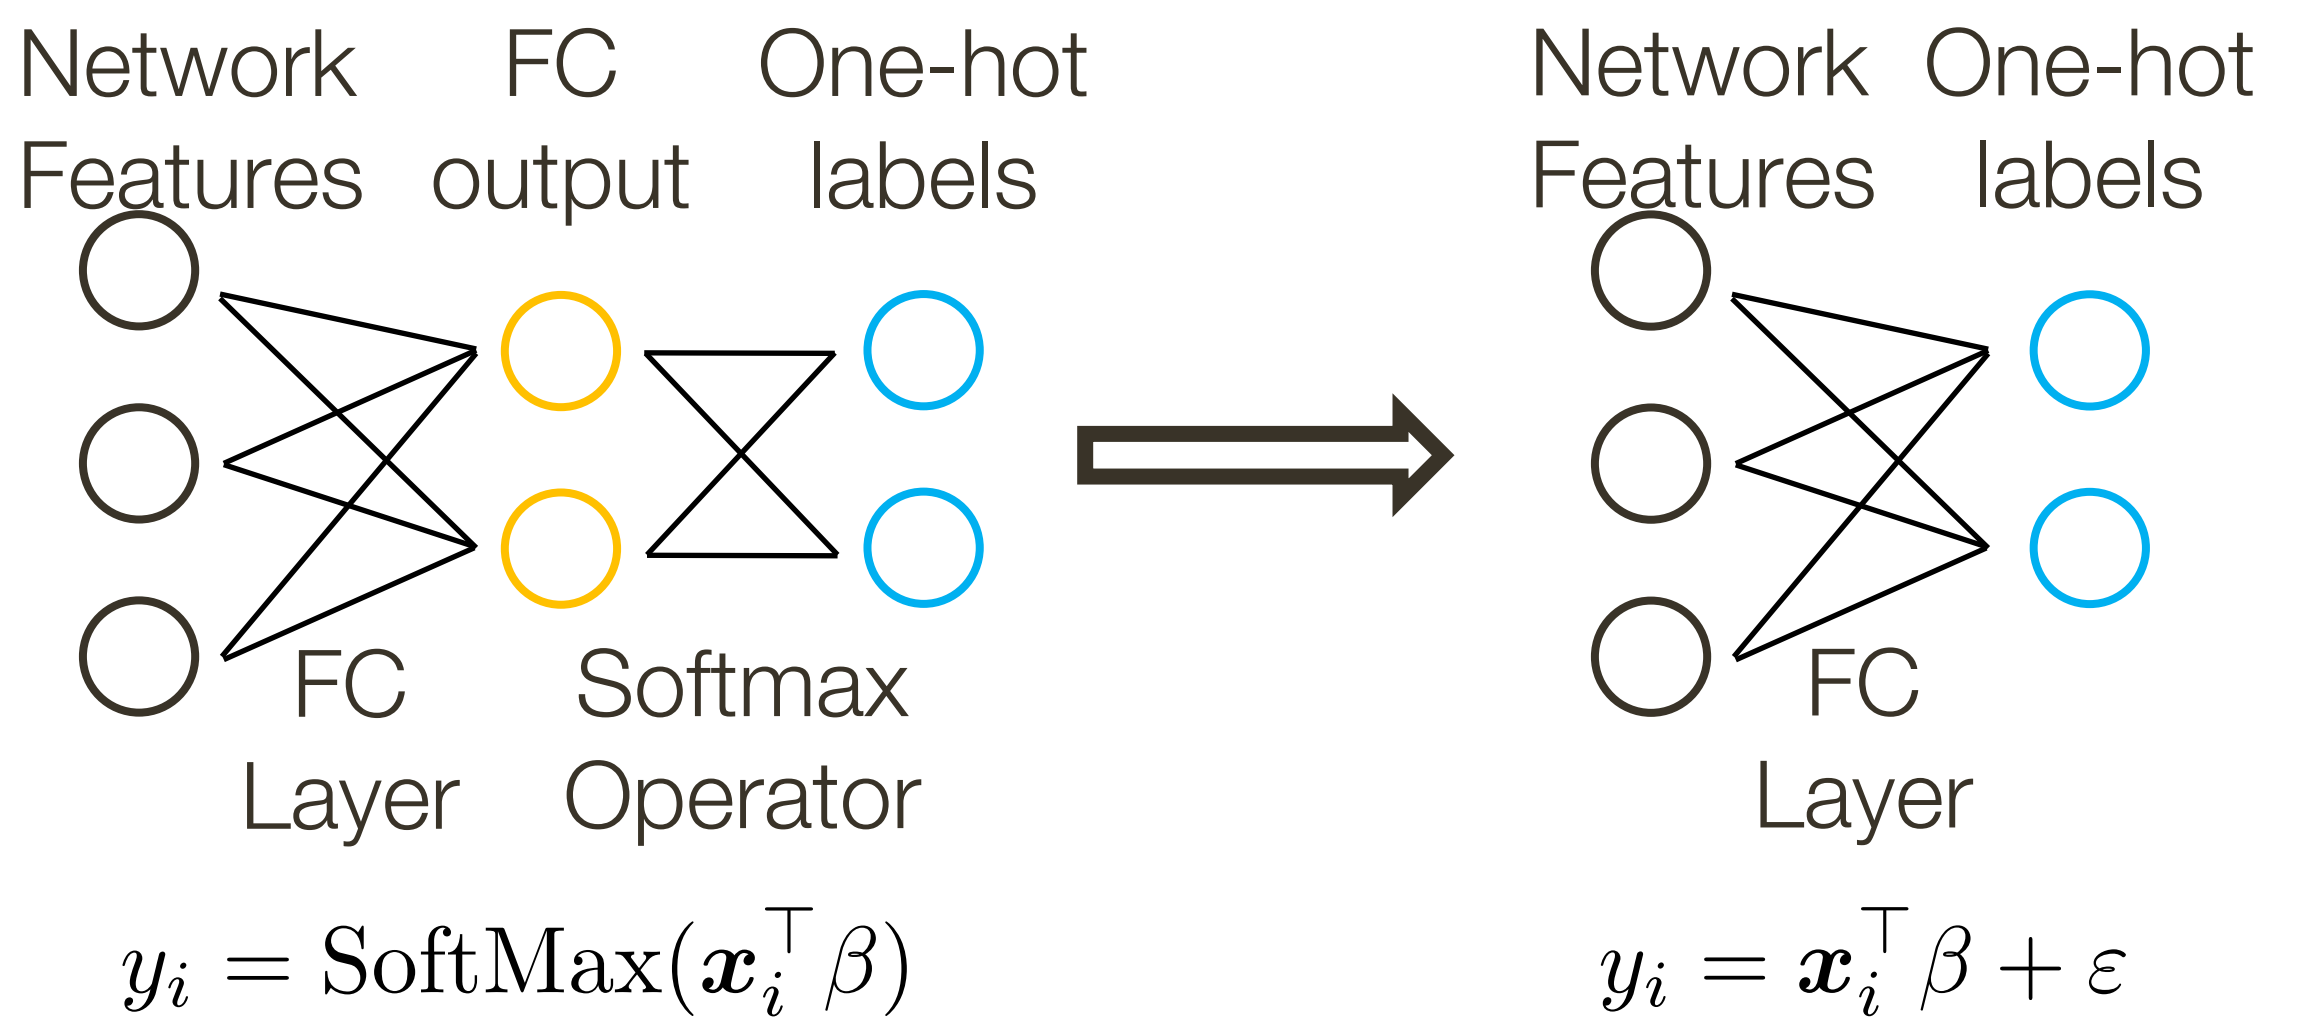 Network Features
FC output
One-hot labels
FC Layer
Softmax Operator
y_i = SoftMax(x_i^⊤ β)
Network Features
One-hot labels
FC Layer
y_i = x_i^⊤ β + ε